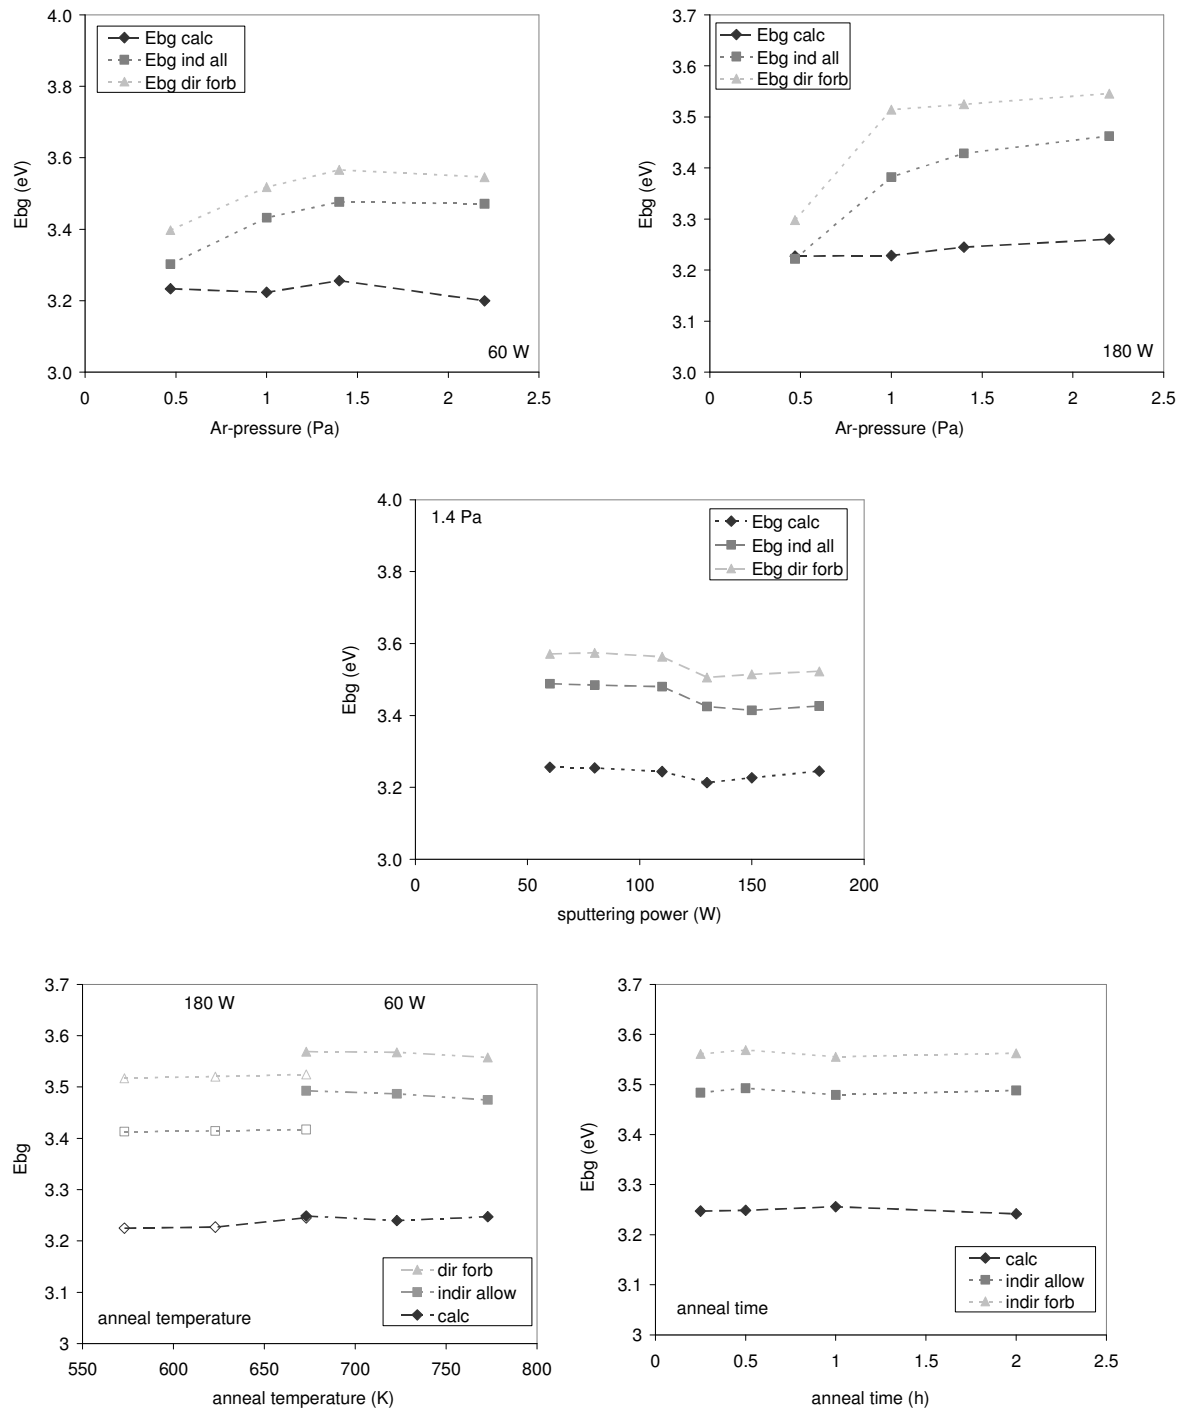 4.0
3.8
3.6
3.4
3.2
3.0
Ebg (eV)
Ebg calc
Ebg ind all
Ebg dir forb
60 W
0 0.5 1 1.5 2 2.5
Ar-pressure (Pa)
3.7
3.6
3.5
3.4
3.3
3.2
3.1
3.0
Ebg (eV)
Ebg calc
Ebg ind all
Ebg dir forb
180 W
0 0.5 1 1.5 2 2.5
Ar-pressure (Pa)
4.0
3.8
3.6
3.4
3.2
3.0
Ebg (eV)
1.4 Pa
Ebg calc
Ebg ind all
Ebg dir forb
0 50 100 150 200
sputtering power (W)
3.7
3.6
3.5
3.4
3.3
3.2
3.1
3
Ebg
180 W 60 W
dir forb
indir allow
calc
anneal temperature
550 600 650 700 750 800
anneal temperature (K)
3.7
3.6
3.5
3.4
3.3
3.2
3.1
3
Ebg (eV)
calc
indir allow
indir forb
anneal time
0 0.5 1 1.5 2 2.5
anneal time (h)